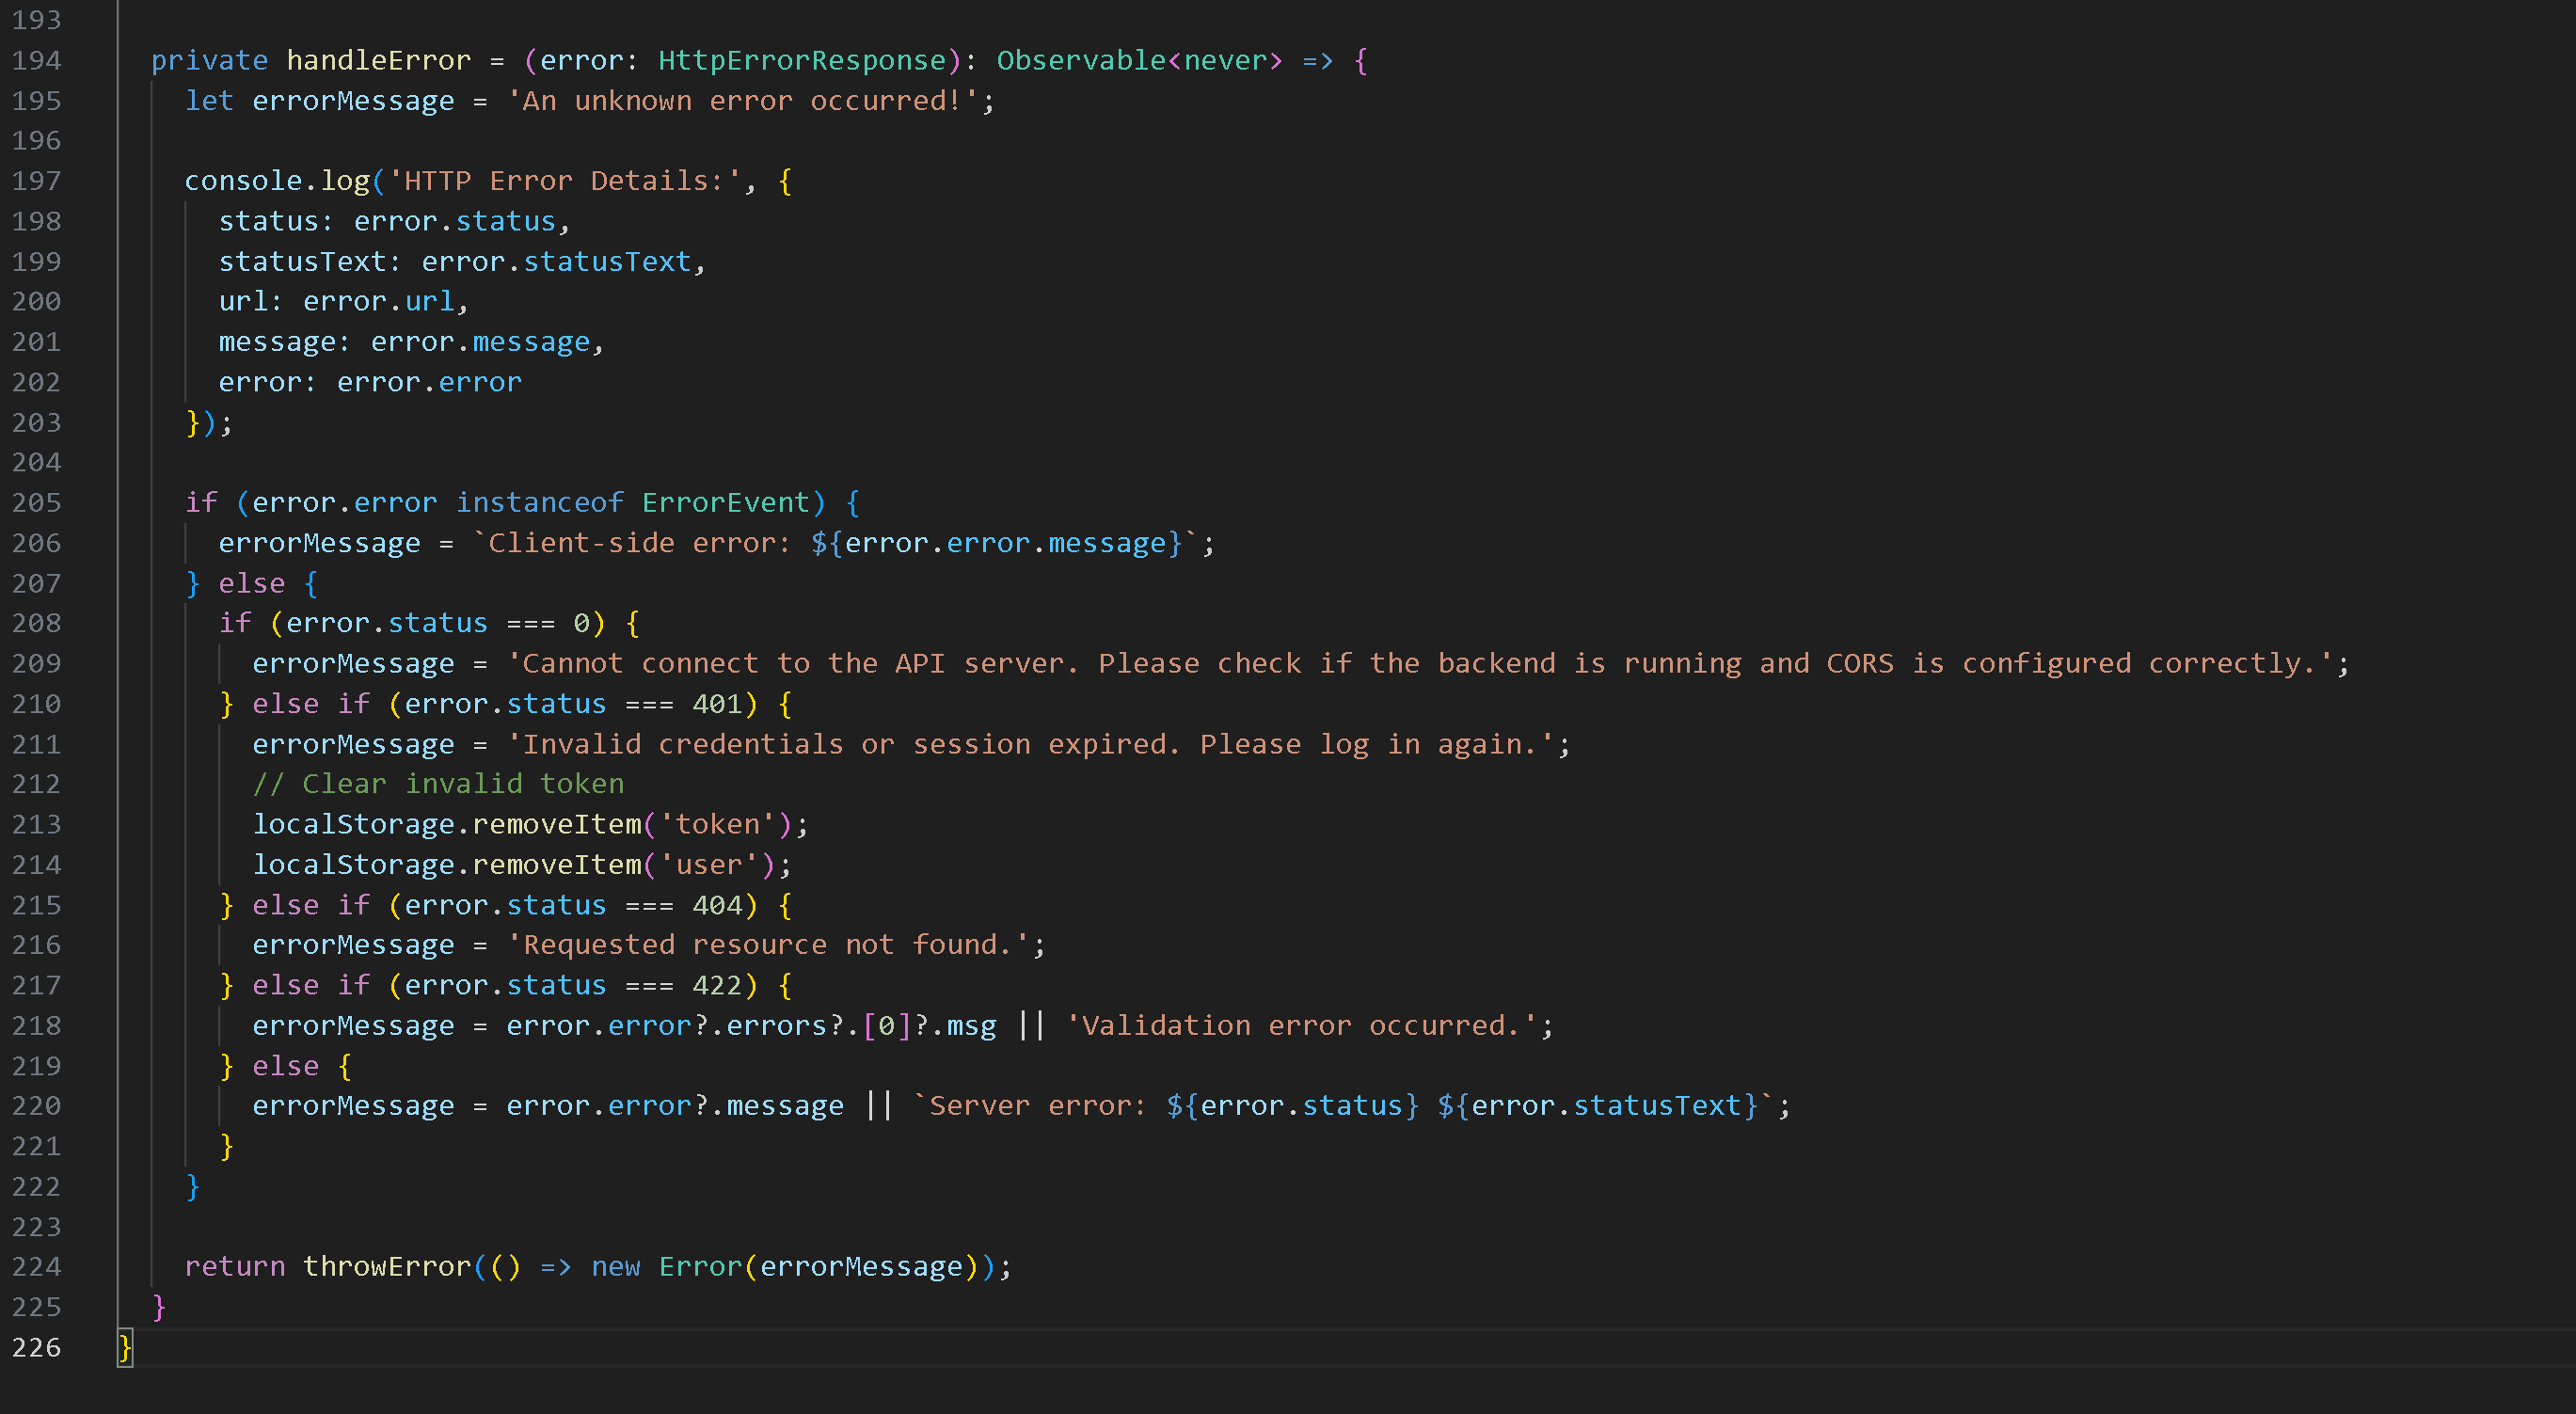 193
194 private handleError = (error: HttpErrorResponse): Observable<never> => {
195 let errorMessage = 'An unknown error occurred!';
196
197 console.log('HTTP Error Details:', {
198 status: error.status,
199 statusText: error.statusText,
200 url: error.url,
201 message: error.message,
202 error: error.error
203 });
204
205 if (error.error instanceof ErrorEvent) {
206 errorMessage = `Client-side error: ${error.error.message}`;
207 } else {
208 if (error.status === 0) {
209 errorMessage = 'Cannot connect to the API server. Please check if the backend is running and CORS is configured correctly.';
210 } else if (error.status === 401) {
211 errorMessage = 'Invalid credentials or session expired. Please log in again.';
212 // Clear invalid token
213 localStorage.removeItem('token');
214 localStorage.removeItem('user');
215 } else if (error.status === 404) {
216 errorMessage = 'Requested resource not found.';
217 } else if (error.status === 422) {
218 errorMessage = error.error?.errors?.[0]?.msg || 'Validation error occurred.';
219 } else {
220 errorMessage = error.error?.message || `Server error: ${error.status} ${error.statusText}`;
221 }
222 }
223
224 return throwError(() => new Error(errorMessage));
225 }
226 }